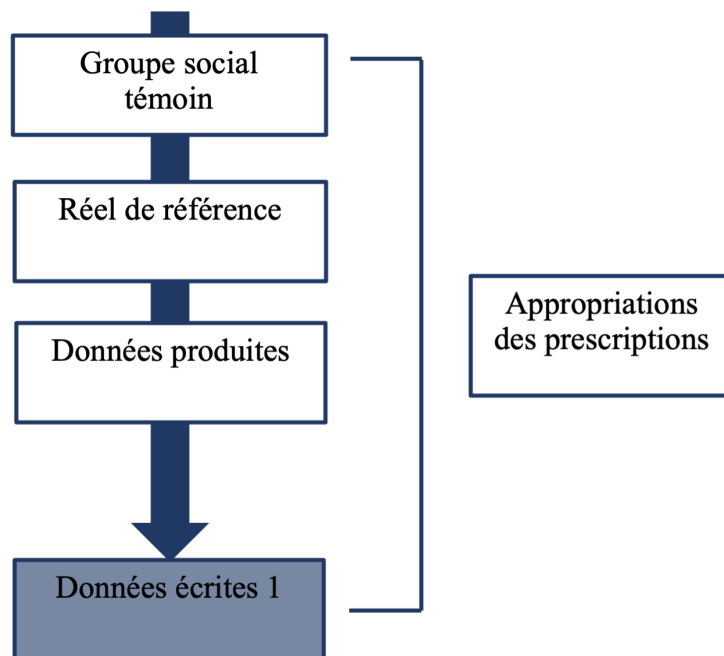 Groupe social
témoin
Réel de référence
Données produites
Appropriations
des prescriptions
Données écrites 1